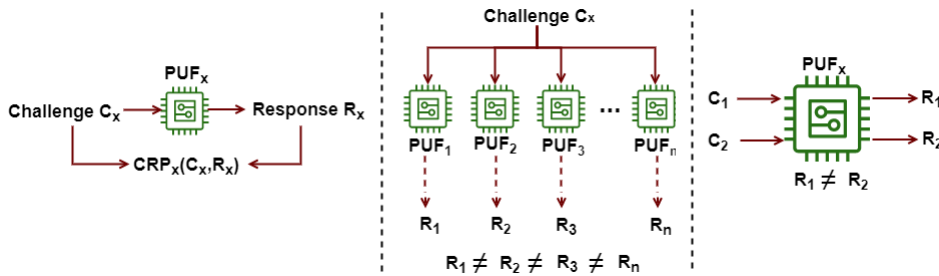 PUFₓ
Challenge Cₓ
Response Rₓ
CRPₓ(Cₓ,Rₓ)
Challenge Cₓ
...
PUF₁ PUF₂ PUF₃ PUFₙ
R₁ R₂ R₃ Rₙ
R₁ ≠ R₂ ≠ R₃ ≠ Rₙ
PUFₓ
C₁ R₁
C₂ R₂
R₁ ≠ R₂